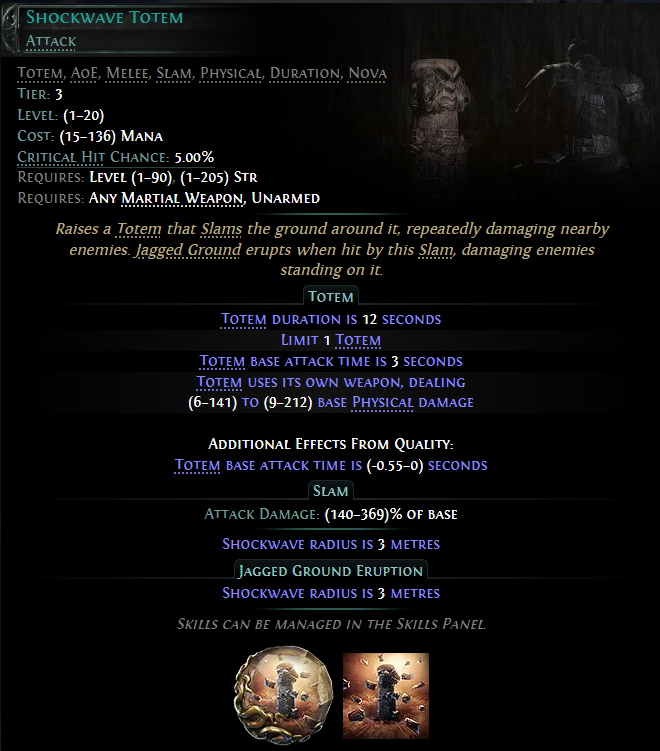 Shockwave Totem
Attack
Totem, AoE, Melee, Slam, Physical, Duration, Nova
Tier: 3
Level: (1–20)
Cost: (15–136) Mana
Critical Hit Chance: 5.00%
Requires: Level (1–90), (1–205) Str
Requires: Any Martial Weapon, Unarmed
Raises a Totem that Slams the ground around it, repeatedly damaging nearby
enemies. Jagged Ground erupts when hit by this Slam, damaging enemies
standing on it.
Totem
Totem duration is 12 seconds
Limit 1 Totem
Totem base attack time is 3 seconds
Totem uses its own weapon, dealing
(6–141) to (9–212) base Physical damage
Additional Effects From Quality:
Totem base attack time is (-0.55–0) seconds
Slam
Attack Damage: (140–369)% of base
Shockwave radius is 3 metres
Jagged Ground Eruption
Shockwave radius is 3 metres
Skills can be managed in the Skills Panel.